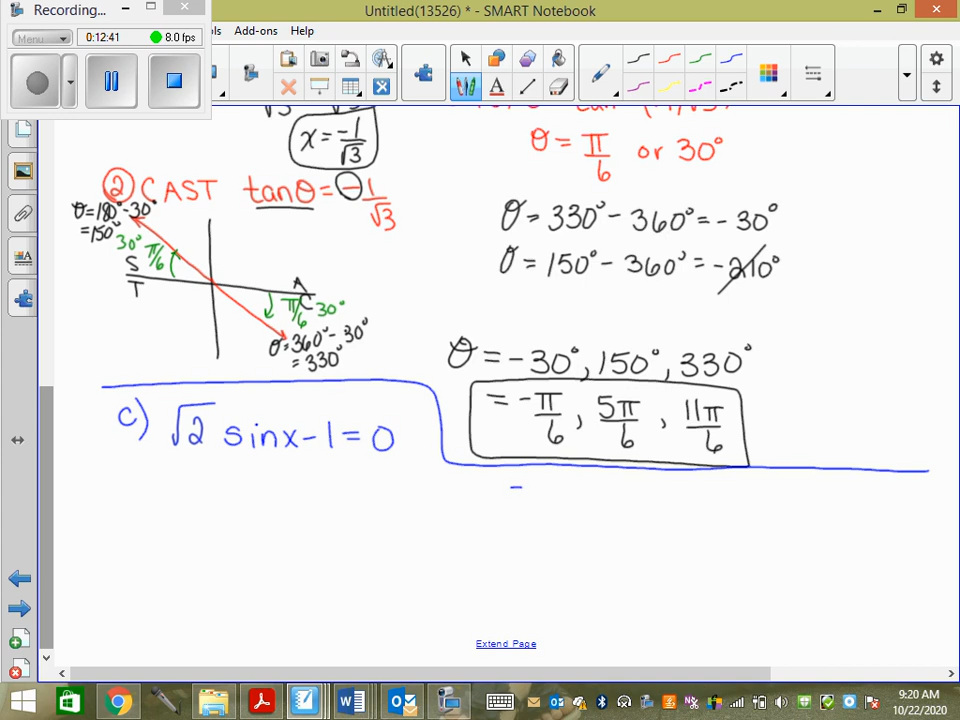 Recording...
Menu
0:12:41
8.0 fps
Untitled(13526) * - SMART Notebook
Add-ons Help
x = -1/√3
θ = π/6 or 30°
② CAST tanθ = -1/√3
θ=180°-30°
=150°
30° π/6
S A
T C
π/6 30°
θ=360°-30°
=330°
θ = 330° - 360° = -30°
θ = 150° - 360° = -210°
θ = -30°, 150°, 330°
= -π/6, 5π/6, 11π/6
c) √2 sinx - 1 = 0
Extend Page
9:20 AM
10/22/2020